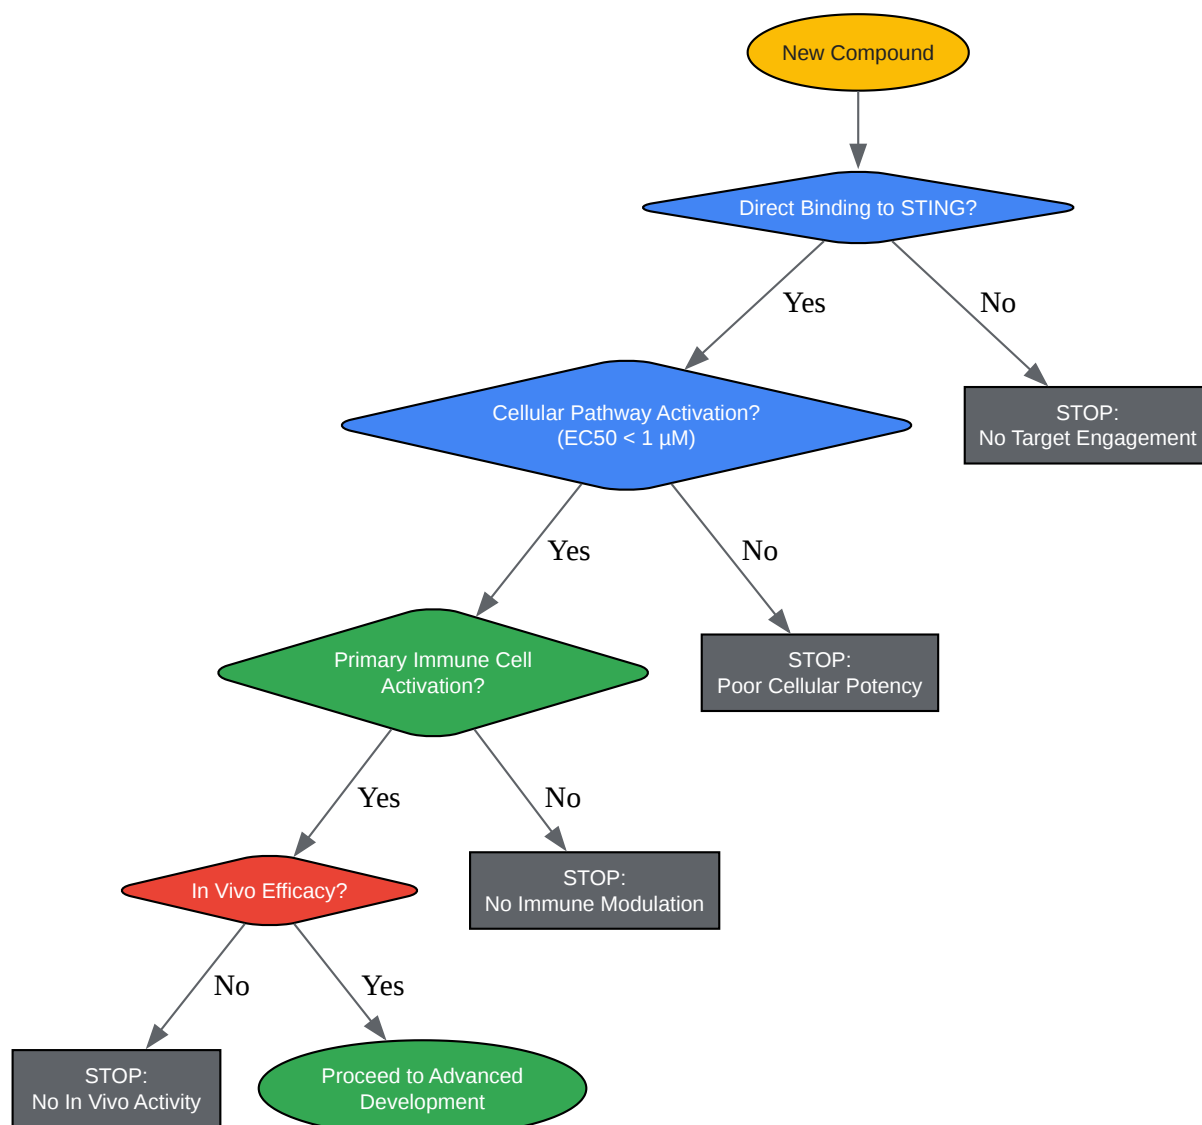 New Compound
Direct Binding to STING?
Yes
No
Cellular Pathway Activation?
(EC50 < 1 µM)
STOP:
No Target Engagement
Yes
No
Primary Immune Cell
Activation?
STOP:
Poor Cellular Potency
Yes
No
In Vivo Efficacy?
STOP:
No Immune Modulation
No
Yes
STOP:
No In Vivo Activity
Proceed to Advanced
Development